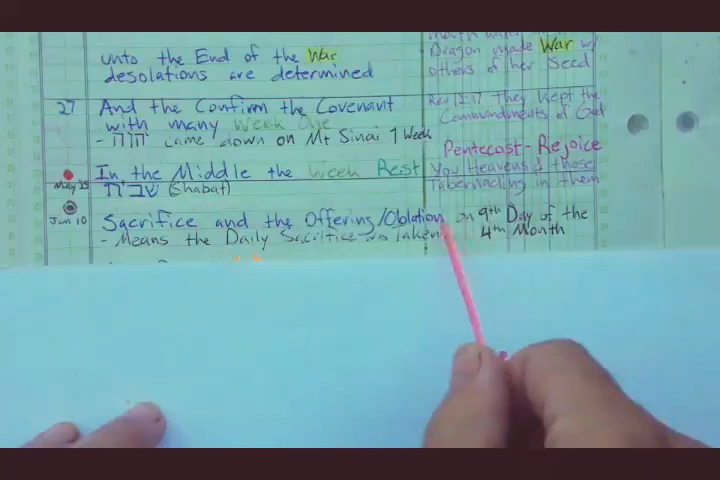 unto the End of the War
desolations are determined
Dragon made War w/
others of her Seed
27 And the Confirm the Covenant
with many Week One
- יהוה came down on Mt Sinai 1 Week
Rev 12:17 They Kept the
Commandments of God
Pentecost - Rejoice
You Heavens & those
Tabernacling in them
In the Middle the Week Rest
May 25 שבות (Shabat)
Jun 10 Sacrifice and the Offering/Oblation on 9th Day of the
4th Month
- Means the Daily Sacrifice Taken